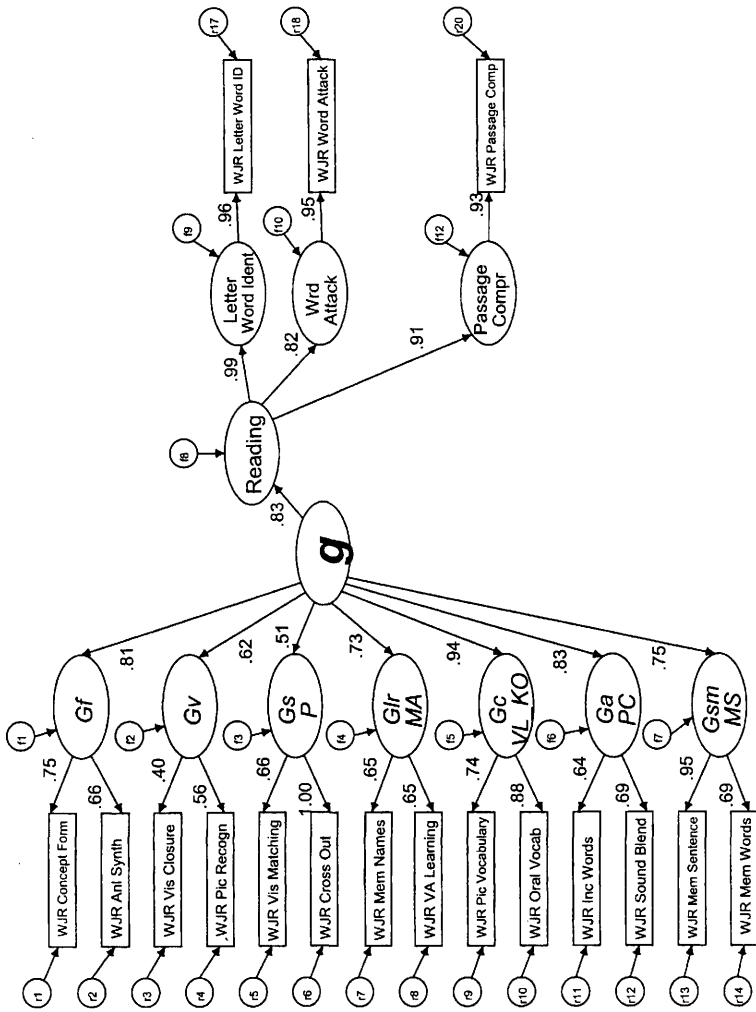 r17
WJR Letter Word ID
r18
WJR Word Attack
r20
WJR Passage Comp
.96
.95
.93
f9
Letter
Word Ident
f10
Wrd
Attack
f12
Passage
Compr
.99
.82
.91
f8
Reading
.83
g
.81
.62
.51
.73
.94
.83
.75
f1
Gf
f2
Gv
f3
Gs
P
f4
Glr
MA
f5
Gc
VL_KO
f6
Ga
PC
f7
Gsm
MS
.75
.66
.40
.56
.66
1.00
.65
.65
.74
.88
.64
.69
.95
.69
WJR Concept Form
WJR Anl Synth
WJR Vis Closure
WJR Pic Recogn
WJR Vis Matching
WJR Cross Out
WJR Mem Names
WJR VA Learning
WJR Pic Vocabulary
WJR Oral Vocab
WJR Inc Words
WJR Sound Blend
WJR Mem Sentence
WJR Mem Words
r1
r2
r3
r4
r5
r6
r7
r8
r9
r10
r11
r12
r13
r14